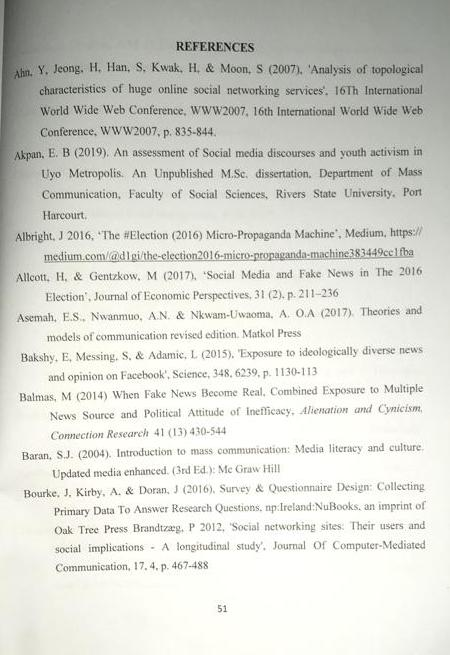 REFERENCES
Ahn, Y, Jeong, H, Han, S, Kwak, H, & Moon, S (2007), 'Analysis of topological
characteristics of huge online social networking services', 16Th International
World Wide Web Conference, WWW2007, 16th International World Wide Web
Conference, WWW2007, p. 835-844.
Akpan, E. B (2019). An assessment of Social media discourses and youth activism in
Uyo Metropolis. An Unpublished M.Sc. dissertation, Department of Mass
Communication, Faculty of Social Sciences, Rivers State University, Port
Harcourt.
Albright, J 2016, 'The #Election (2016) Micro-Propaganda Machine', Medium, https://
medium.com/@d1gi/the-election2016-micro-propaganda-machine383449cc1fba
Allcott, H, & Gentzkow, M (2017), 'Social Media and Fake News in The 2016
Election', Journal of Economic Perspectives, 31 (2), p. 211–236
Asemah, E.S., Nwanmuo, A.N. & Nkwam-Uwaoma, A. O.A (2017). Theories and
models of communication revised edition. Matkol Press
Bakshy, E, Messing, S, & Adamic, L (2015), 'Exposure to ideologically diverse news
and opinion on Facebook', Science, 348, 6239, p. 1130-113
Balmas, M (2014) When Fake News Become Real, Combined Exposure to Multiple
News Source and Political Attitude of Inefficacy, Alienation and Cynicism,
Connection Research 41 (13) 430-544
Baran, S.J. (2004). Introduction to mass communication: Media literacy and culture.
Updated media enhanced. (3rd Ed.): Mc Graw Hill
Bourke, J, Kirby, A, & Doran, J (2016), Survey & Questionnaire Design: Collecting
Primary Data To Answer Research Questions, np:Ireland:NuBooks, an imprint of
Oak Tree Press Brandtzæg, P 2012, 'Social networking sites: Their users and
social implications - A longitudinal study', Journal Of Computer-Mediated
Communication, 17, 4, p. 467-488
51